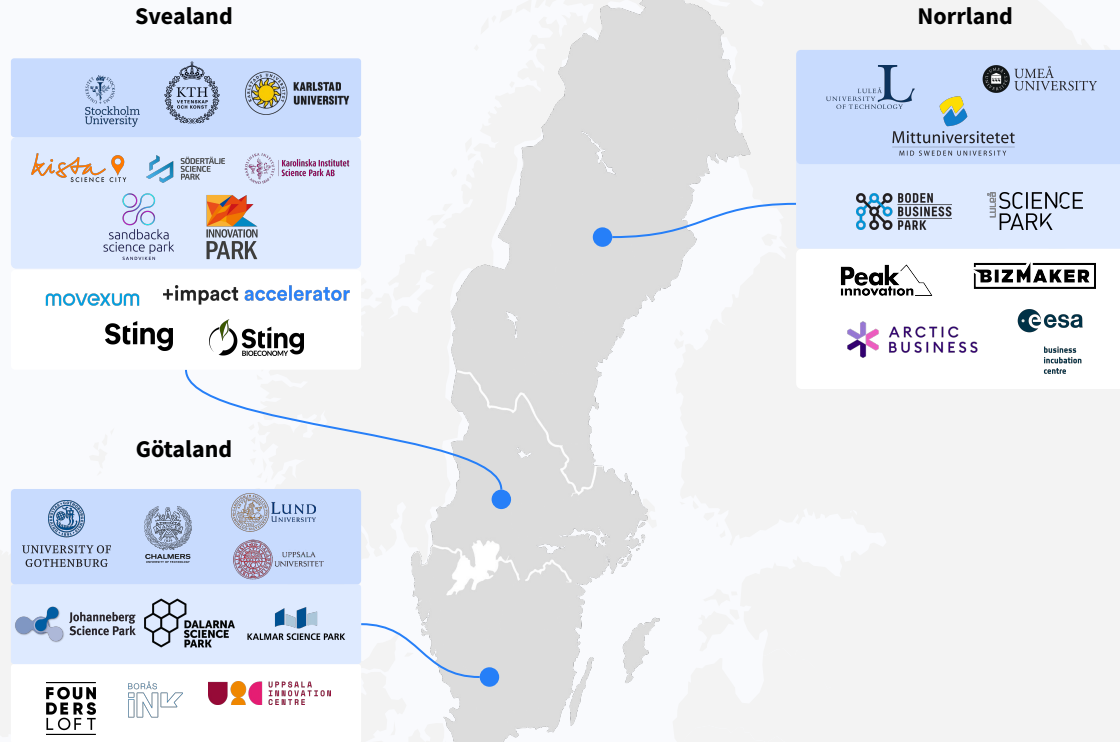 Svealand
Stockholm
University
KTH
VETENSKAP
OCH KONST
KARLSTAD
UNIVERSITY
kista
SCIENCE CITY
SÖDERTÄLJE
SCIENCE
PARK
Karolinska Institutet
Science Park AB
sandbacka
science park
SANDVIKEN
INNOVATION
PARK
movexum
+impact accelerator
Sting
Sting
BIOECONOMY
Götaland
UNIVERSITY OF
GOTHENBURG
CHALMERS
UNIVERSITY OF TECHNOLOGY
LUND
UNIVERSITY
UPPSALA
UNIVERSITET
Johanneberg
Science Park
DALARNA
SCIENCE
PARK
KALMAR SCIENCE PARK
FOUN
DERS
LOFT
BORÅS
INK
UPPSALA
INNOVATION
CENTRE
Norrland
L
LULEÅ
UNIVERSITY
OF TECHNOLOGY
UMEÅ
UNIVERSITY
Mittuniversitetet
MID SWEDEN UNIVERSITY
BODEN
BUSINESS
PARK
LULEÅ
SCIENCE
PARK
Peak
innovation
BIZMAKER
ARCTIC
BUSINESS
esa
business
incubation
centre